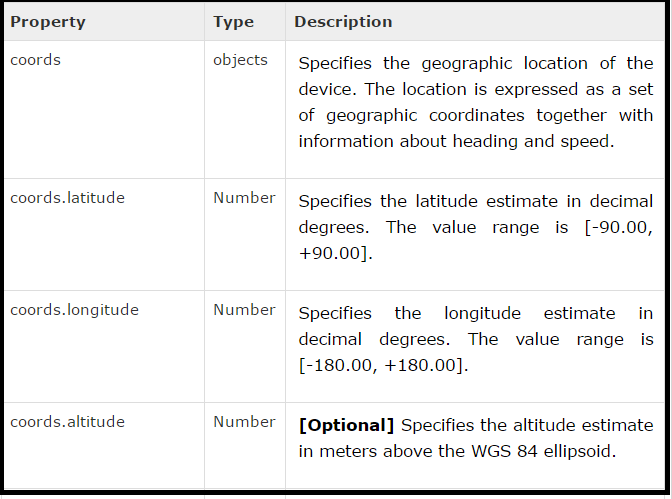 Property Type Description
coords objects Specifies the geographic location of the
device. The location is expressed as a set
of geographic coordinates together with
information about heading and speed.
coords.latitude Number Specifies the latitude estimate in decimal
degrees. The value range is [-90.00,
+90.00].
coords.longitude Number Specifies the longitude estimate in
decimal degrees. The value range is
[-180.00, +180.00].
coords.altitude Number [Optional] Specifies the altitude estimate
in meters above the WGS 84 ellipsoid.